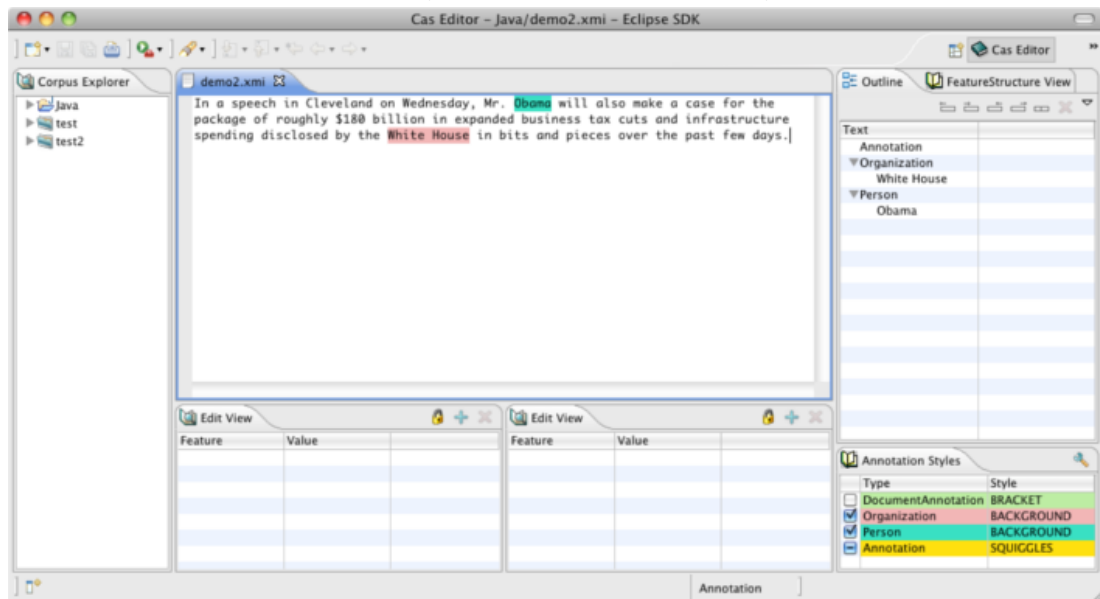 Cas Editor – Java/demo2.xmi – Eclipse SDK
Cas Editor
Corpus Explorer
Java
test
test2
demo2.xmi
In a speech in Cleveland on Wednesday, Mr. Obama will also make a case for the
package of roughly $180 billion in expanded business tax cuts and infrastructure
spending disclosed by the White House in bits and pieces over the past few days.
Outline FeatureStructure View
Text
Annotation
Organization
White House
Person
Obama
Edit View
Feature Value
Edit View
Feature Value
Annotation Styles
Type Style
DocumentAnnotation BRACKET
Organization BACKGROUND
Person BACKGROUND
Annotation SQUIGGLES
Annotation